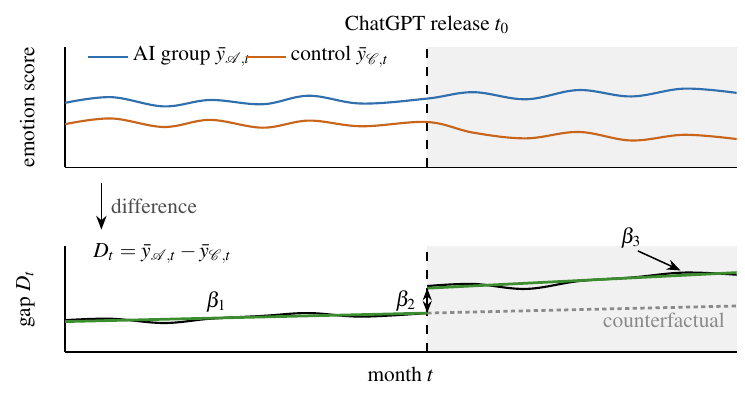 ChatGPT release t₀
AI group ȳ𝒜,t control ȳ𝒞,t
emotion score
difference
Dₜ = ȳ𝒜,t − ȳ𝒞,t
β₃
β₁
β₂
gap Dₜ
counterfactual
month t